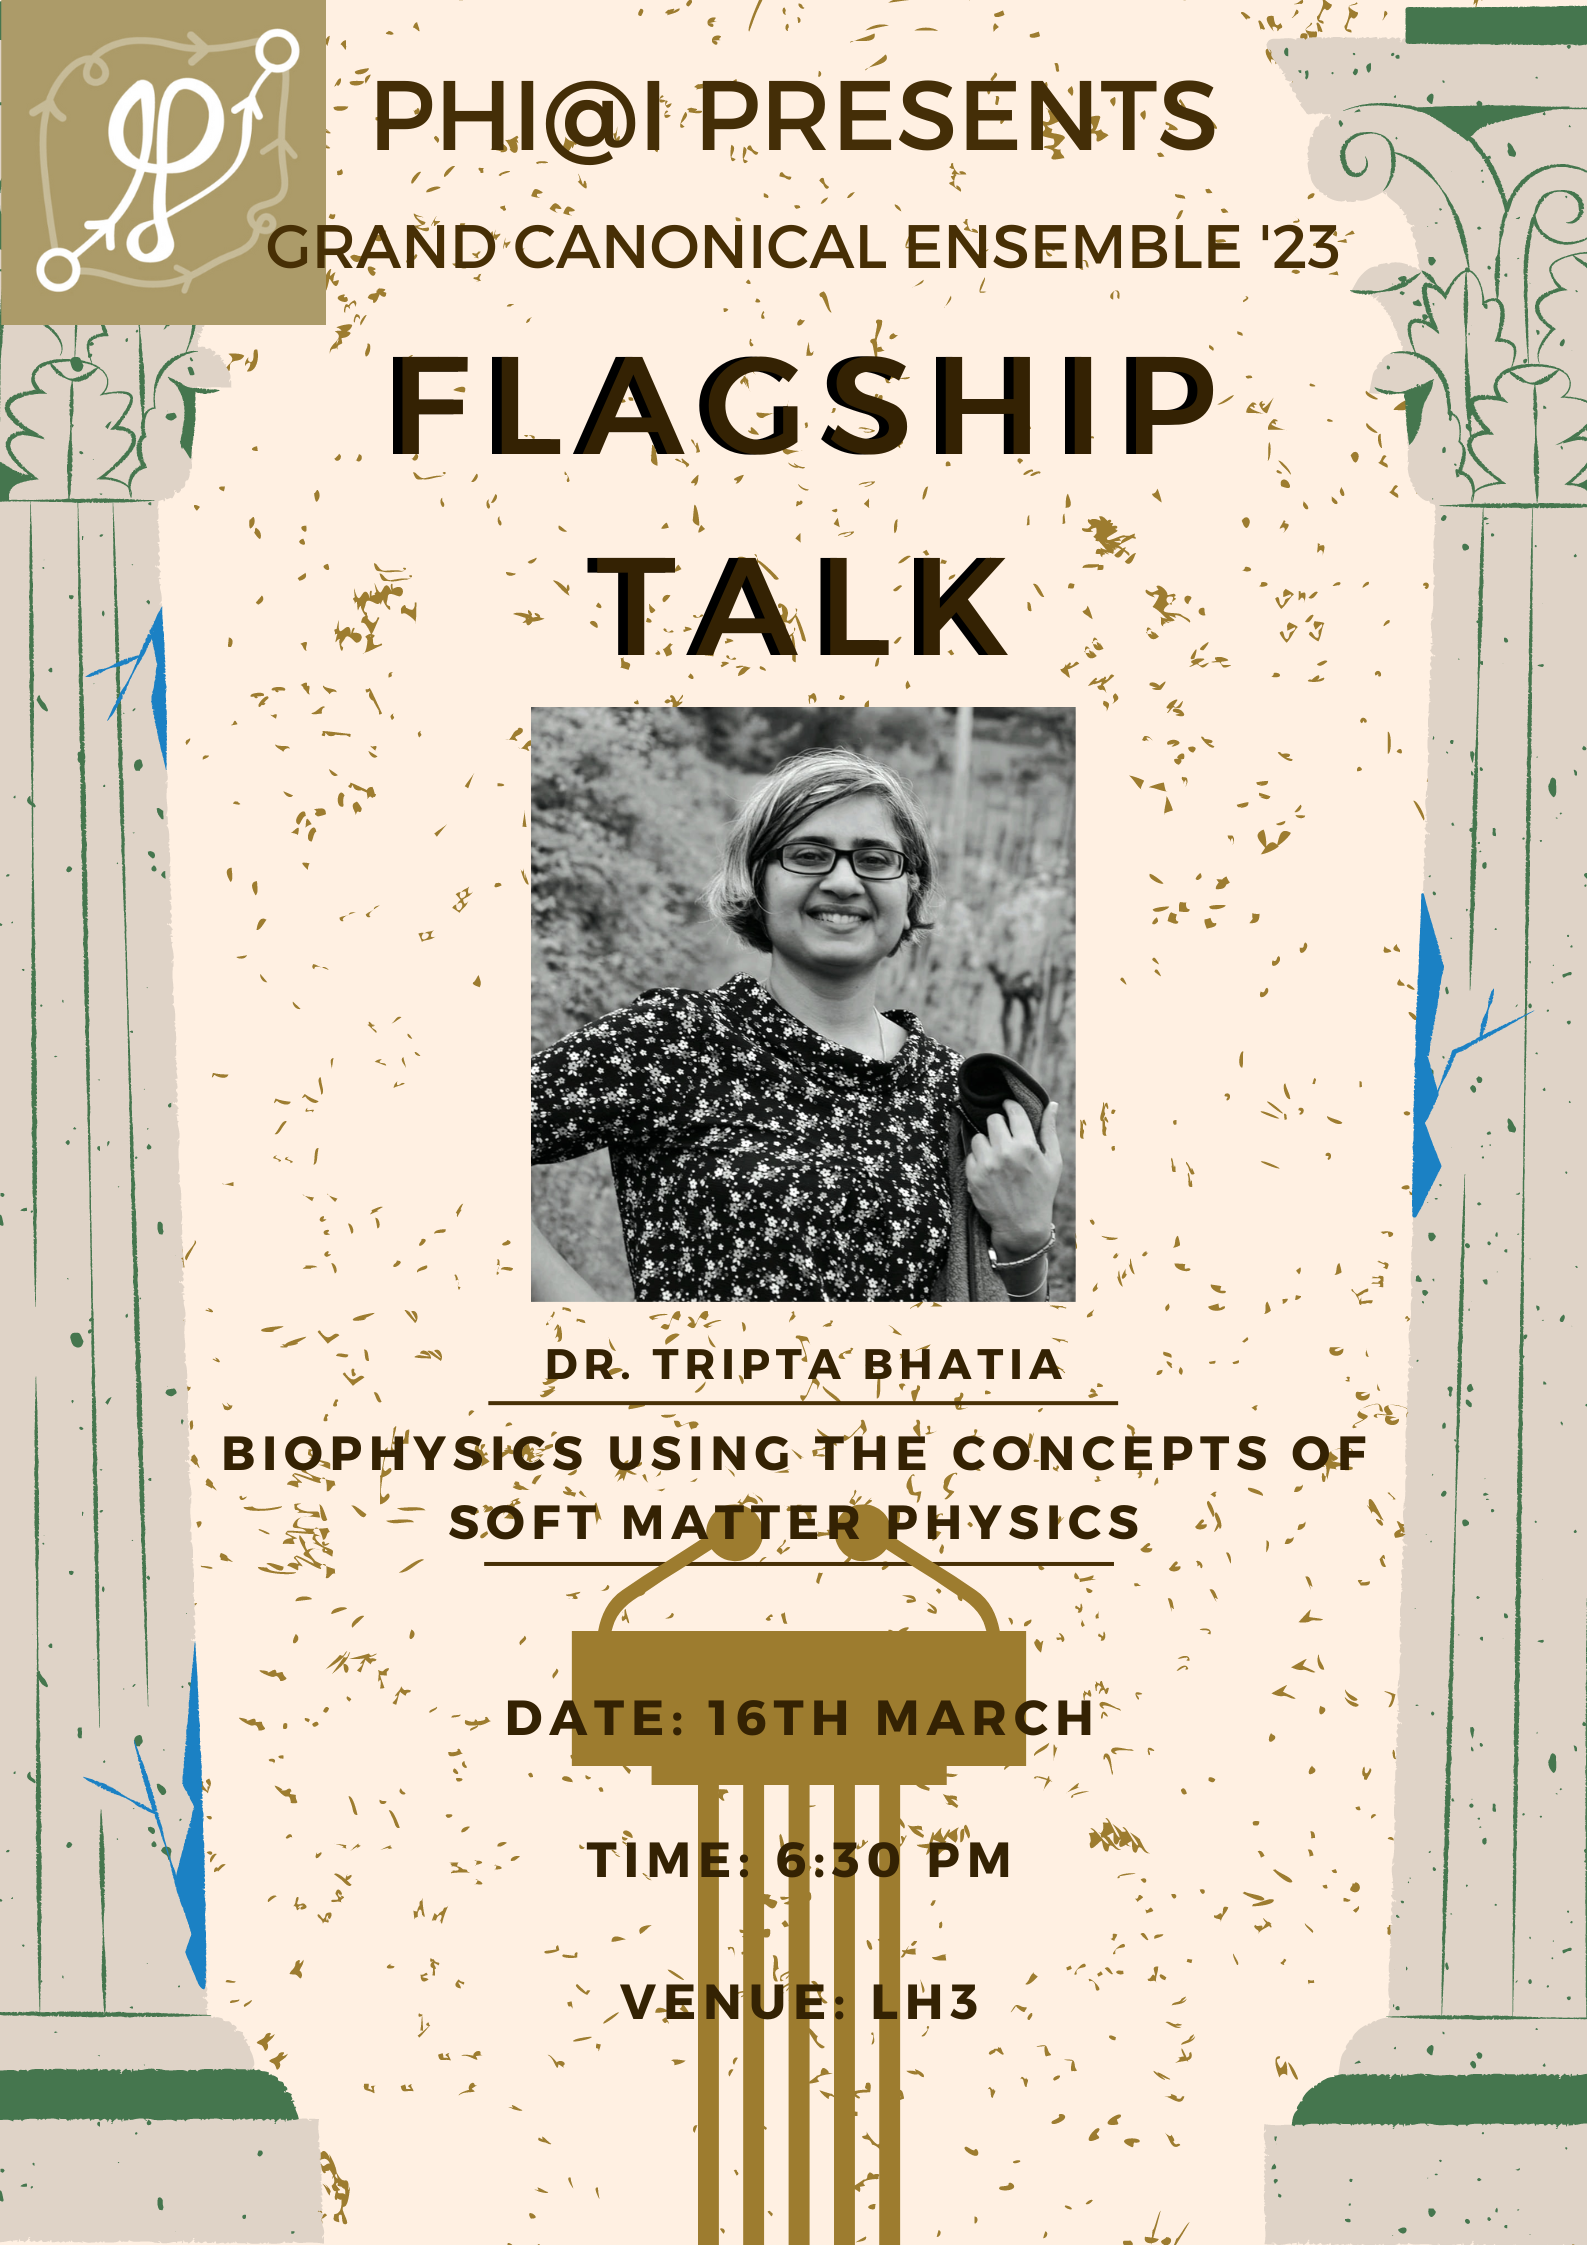 PHI@I PRESENTS
GRAND CANONICAL ENSEMBLE '23
FLAGSHIP
TALK
DR. TRIPTA BHATIA
BIOPHYSICS USING THE CONCEPTS OF
SOFT MATTER PHYSICS
DATE: 16TH MARCH
TIME: 6:30 PM
VENUE: LH3